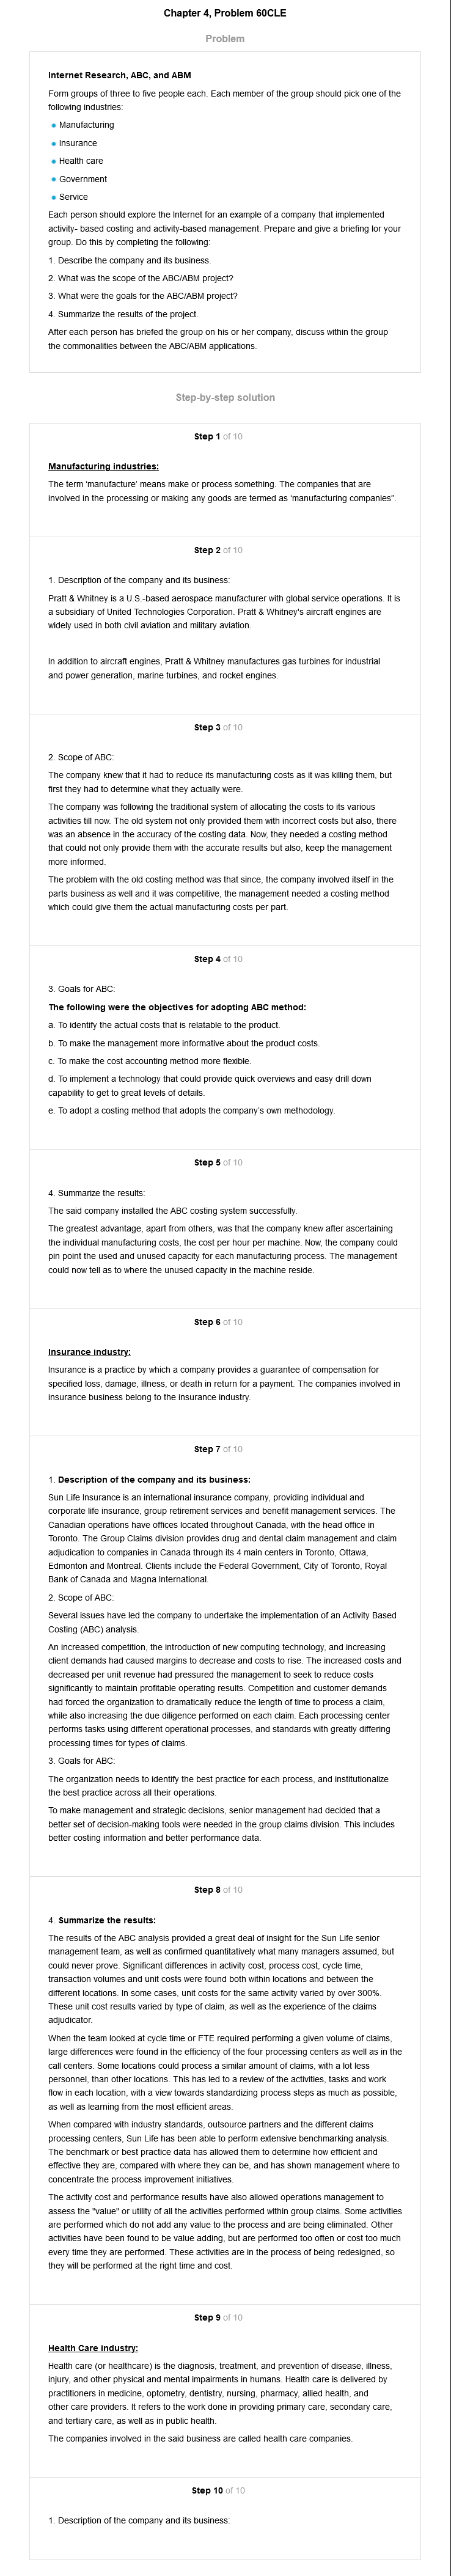 Chapter 4, Problem 60CLE
Problem
Internet Research, ABC, and ABM
Form groups of three to five people each. Each member of the group should pick one of the
following industries:
Manufacturing
Insurance
Health care
Government
Service
Each person should explore the Internet for an example of a company that implemented
activity- based costing and activity-based management. Prepare and give a briefing lor your
group. Do this by completing the following:
1. Describe the company and its business.
2. What was the scope of the ABC/ABM project?
3. What were the goals for the ABC/ABM project?
4. Summarize the results of the project.
After each person has briefed the group on his or her company, discuss within the group
the commonalities between the ABC/ABM applications.
Step-by-step solution
Step 1 of 10
Manufacturing industries:
The term ‘manufacture’ means make or process something. The companies that are
involved in the processing or making any goods are termed as ‘manufacturing companies”.
Step 2 of 10
1. Description of the company and its business:
Pratt & Whitney is a U.S.-based aerospace manufacturer with global service operations. It is
a subsidiary of United Technologies Corporation. Pratt & Whitney's aircraft engines are
widely used in both civil aviation and military aviation.
In addition to aircraft engines, Pratt & Whitney manufactures gas turbines for industrial
and power generation, marine turbines, and rocket engines.
Step 3 of 10
2. Scope of ABC:
The company knew that it had to reduce its manufacturing costs as it was killing them, but
first they had to determine what they actually were.
The company was following the traditional system of allocating the costs to its various
activities till now. The old system not only provided them with incorrect costs but also, there
was an absence in the accuracy of the costing data. Now, they needed a costing method
that could not only provide them with the accurate results but also, keep the management
more informed.
The problem with the old costing method was that since, the company involved itself in the
parts business as well and it was competitive, the management needed a costing method
which could give them the actual manufacturing costs per part.
Step 4 of 10
3. Goals for ABC:
The following were the objectives for adopting ABC method:
a. To identify the actual costs that is relatable to the product.
b. To make the management more informative about the product costs.
c. To make the cost accounting method more flexible.
d. To implement a technology that could provide quick overviews and easy drill down
capability to get to great levels of details.
e. To adopt a costing method that adopts the company’s own methodology.
Step 5 of 10
4. Summarize the results:
The said company installed the ABC costing system successfully.
The greatest advantage, apart from others, was that the company knew after ascertaining
the individual manufacturing costs, the cost per hour per machine. Now, the company could
pin point the used and unused capacity for each manufacturing process. The management
could now tell as to where the unused capacity in the machine reside.
Step 6 of 10
Insurance industry:
Insurance is a practice by which a company provides a guarantee of compensation for
specified loss, damage, illness, or death in return for a payment. The companies involved in
insurance business belong to the insurance industry.
Step 7 of 10
1. Description of the company and its business:
Sun Life Insurance is an international insurance company, providing individual and
corporate life insurance, group retirement services and benefit management services. The
Canadian operations have offices located throughout Canada, with the head office in
Toronto. The Group Claims division provides drug and dental claim management and claim
adjudication to companies in Canada through its 4 main centers in Toronto, Ottawa,
Edmonton and Montreal. Clients include the Federal Government, City of Toronto, Royal
Bank of Canada and Magna International.
2. Scope of ABC:
Several issues have led the company to undertake the implementation of an Activity Based
Costing (ABC) analysis.
An increased competition, the introduction of new computing technology, and increasing
client demands had caused margins to decrease and costs to rise. The increased costs and
decreased per unit revenue had pressured the management to seek to reduce costs
significantly to maintain profitable operating results. Competition and customer demands
had forced the organization to dramatically reduce the length of time to process a claim,
while also increasing the due diligence performed on each claim. Each processing center
performs tasks using different operational processes, and standards with greatly differing
processing times for types of claims.
3. Goals for ABC:
The organization needs to identify the best practice for each process, and institutionalize
the best practice across all their operations.
To make management and strategic decisions, senior management had decided that a
better set of decision-making tools were needed in the group claims division. This includes
better costing information and better performance data.
Step 8 of 10
4. Summarize the results:
The results of the ABC analysis provided a great deal of insight for the Sun Life senior
management team, as well as confirmed quantitatively what many managers assumed, but
could never prove. Significant differences in activity cost, process cost, cycle time,
transaction volumes and unit costs were found both within locations and between the
different locations. In some cases, unit costs for the same activity varied by over 300%.
These unit cost results varied by type of claim, as well as the experience of the claims
adjudicator.
When the team looked at cycle time or FTE required performing a given volume of claims,
large differences were found in the efficiency of the four processing centers as well as in the
call centers. Some locations could process a similar amount of claims, with a lot less
personnel, than other locations. This has led to a review of the activities, tasks and work
flow in each location, with a view towards standardizing process steps as much as possible,
as well as learning from the most efficient areas.
When compared with industry standards, outsource partners and the different claims
processing centers, Sun Life has been able to perform extensive benchmarking analysis.
The benchmark or best practice data has allowed them to determine how efficient and
effective they are, compared with where they can be, and has shown management where to
concentrate the process improvement initiatives.
The activity cost and performance results have also allowed operations management to
assess the "value" or utility of all the activities performed within group claims. Some activities
are performed which do not add any value to the process and are being eliminated. Other
activities have been found to be value adding, but are performed too often or cost too much
every time they are performed. These activities are in the process of being redesigned, so
they will be performed at the right time and cost.
Step 9 of 10
Health Care industry:
Health care (or healthcare) is the diagnosis, treatment, and prevention of disease, illness,
injury, and other physical and mental impairments in humans. Health care is delivered by
practitioners in medicine, optometry, dentistry, nursing, pharmacy, allied health, and
other care providers. It refers to the work done in providing primary care, secondary care,
and tertiary care, as well as in public health.
The companies involved in the said business are called health care companies.
Step 10 of 10
1. Description of the company and its business: